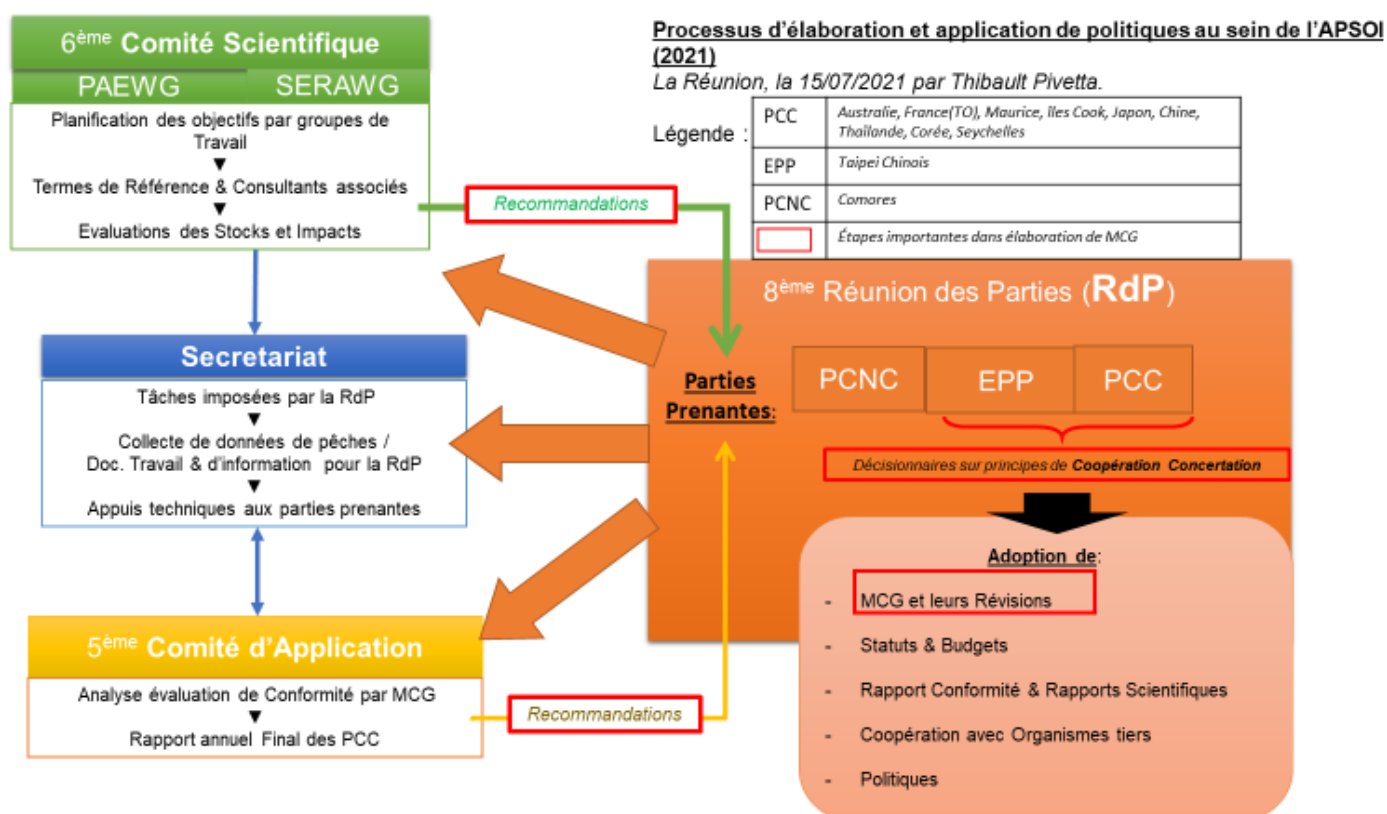 Processus d'élaboration et application de politiques au sein de l'APSOI
(2021)
La Réunion, la 15/07/2021 par Thibault Pivetta.
Légende :
PCC
Australie, France(TO), Maurice, îles Cook, Japon, Chine,
Thaïlande, Corée, Seychelles
EPP
Taipei Chinois
PCNC
Comores
Étapes importantes dans élaboration de MCG
6ème Comité Scientifique
PAEWG SERAWG
Planification des objectifs par groupes de
Travail
▼
Termes de Référence & Consultants associés
▼
Evaluations des Stocks et Impacts
Recommandations
Secretariat
Tâches imposées par la RdP
▼
Collecte de données de pêches /
Doc. Travail & d'information pour la RdP
▼
Appuis techniques aux parties prenantes
5ème Comité d'Application
Analyse évaluation de Conformité par MCG
▼
Rapport annuel Final des PCC
Recommandations
8ème Réunion des Parties (RdP)
Parties
Prenantes:
PCNC EPP PCC
Décisionnaires sur principes de Coopération Concertation
Adoption de:
- MCG et leurs Révisions
- Statuts & Budgets
- Rapport Conformité & Rapports Scientifiques
- Coopération avec Organismes tiers
- Politiques